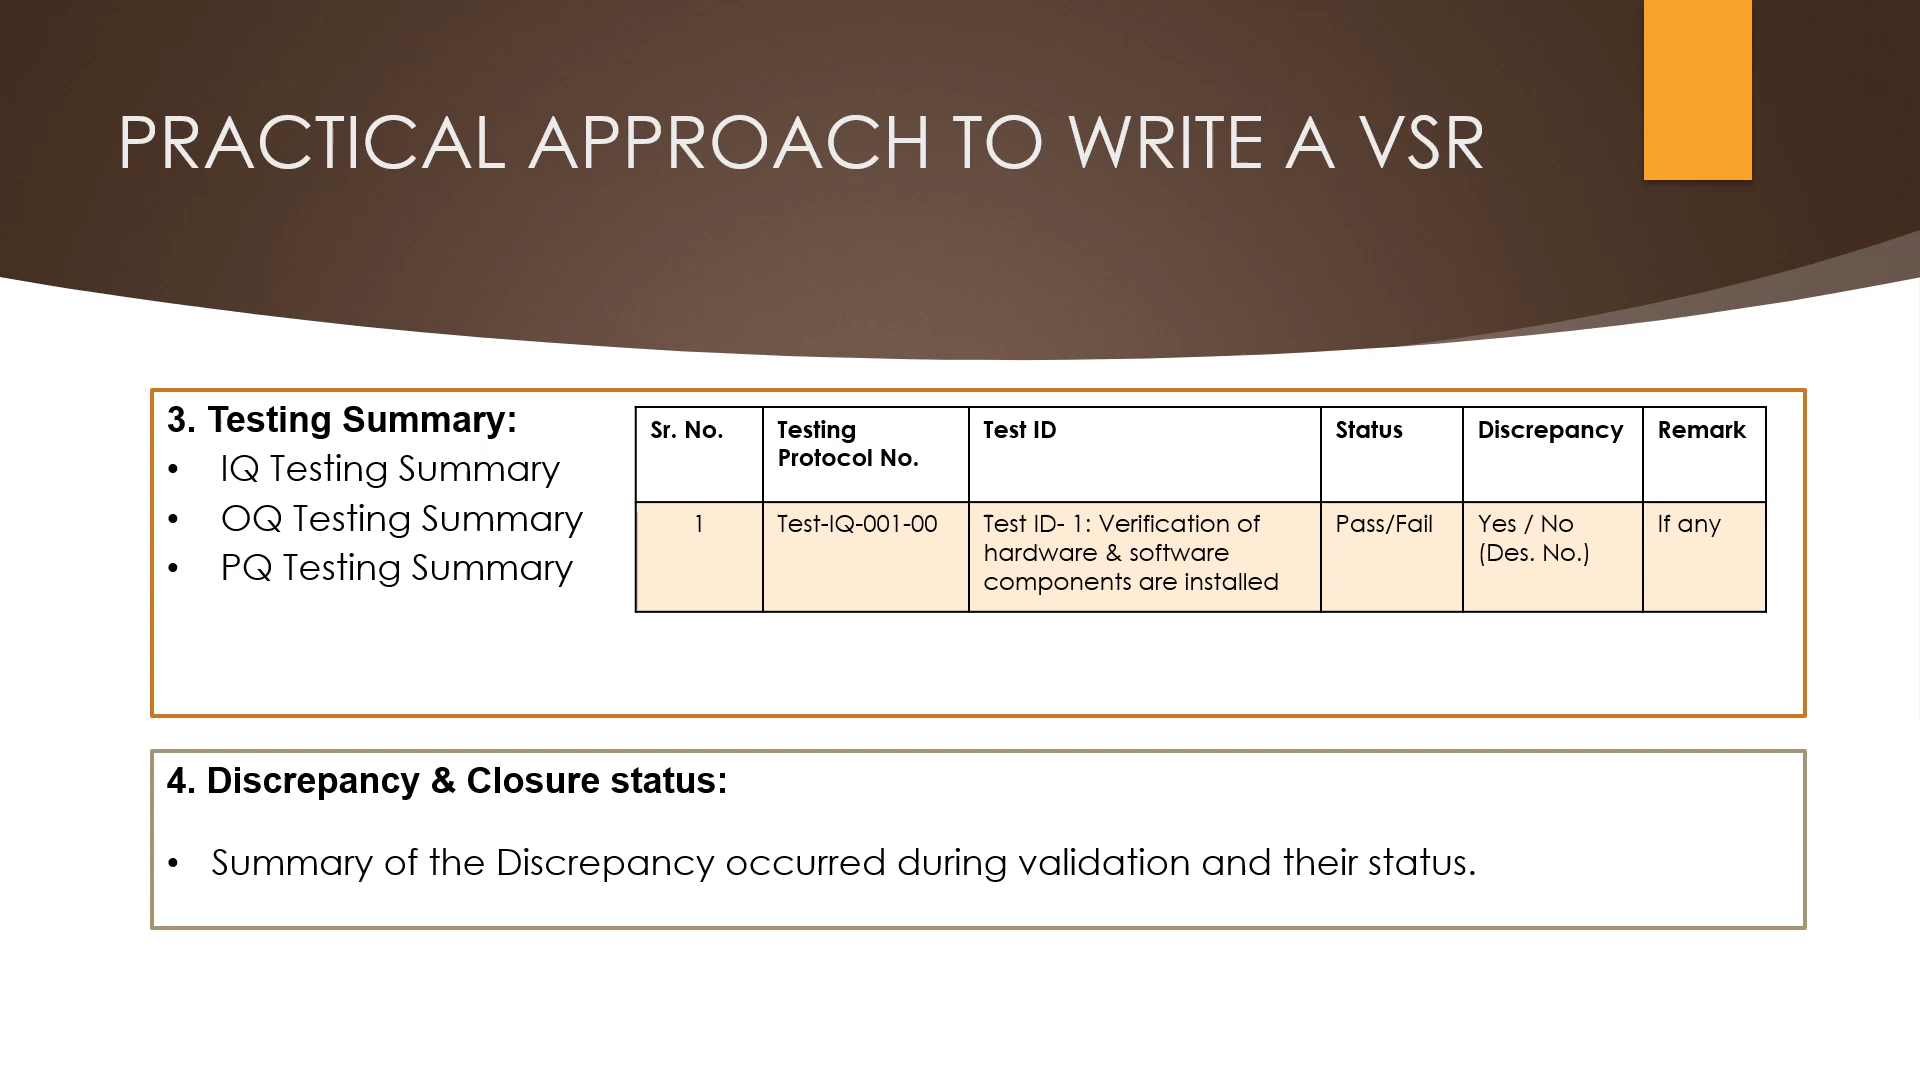 PRACTICAL APPROACH TO WRITE A VSR
3. Testing Summary:
• IQ Testing Summary
• OQ Testing Summary
• PQ Testing Summary
Sr. No. Testing Protocol No. Test ID Status Discrepancy Remark
1 Test-IQ-001-00 Test ID- 1: Verification of hardware & software components are installed Pass/Fail Yes / No (Des. No.) If any
4. Discrepancy & Closure status:
• Summary of the Discrepancy occurred during validation and their status.